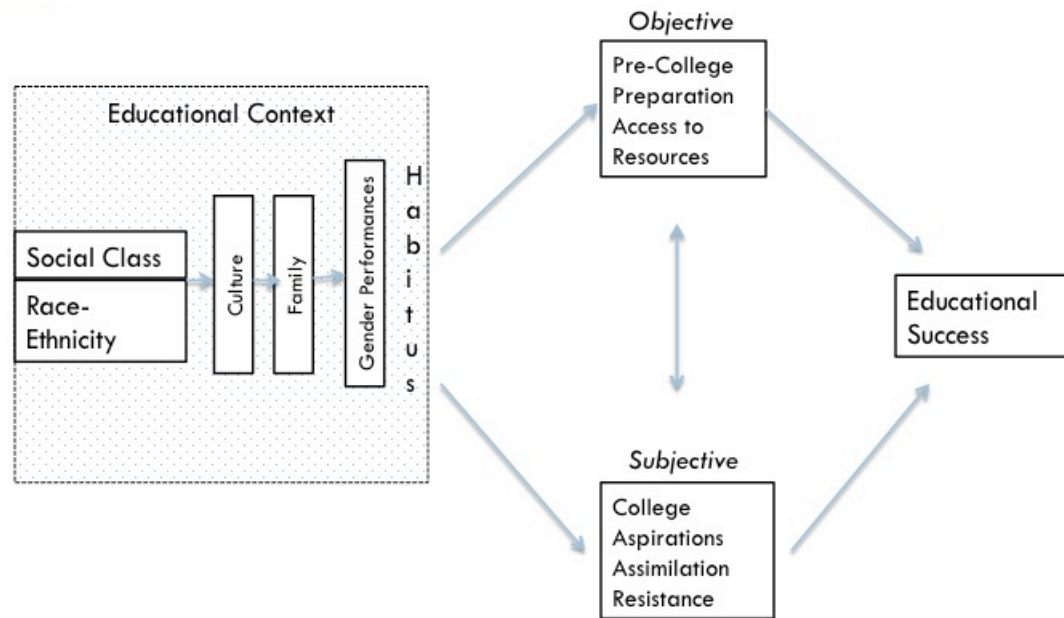 Objective
Pre-College
Preparation
Access to
Resources
Educational Context
Social Class
Race-
Ethnicity
Culture
Family
Gender Performances
Habitus
Educational
Success
Subjective
College
Aspirations
Assimilation
Resistance